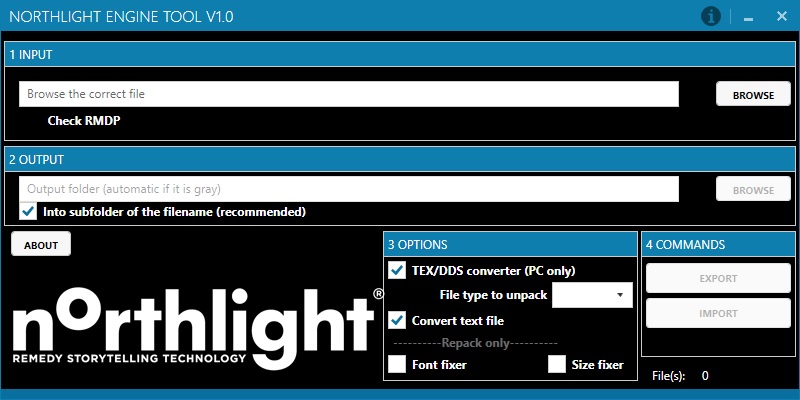 NORTHLIGHT ENGINE TOOL V1.0
1 INPUT
Browse the correct file
BROWSE
Check RMDP
2 OUTPUT
Output folder (automatic if it is gray)
BROWSE
Into subfolder of the filename (recommended)
ABOUT
northlight®
REMEDY STORYTELLING TECHNOLOGY
3 OPTIONS
TEX/DDS converter (PC only)
File type to unpack
Convert text file
----------Repack only----------
Font fixer
Size fixer
4 COMMANDS
EXPORT
IMPORT
File(s): 0